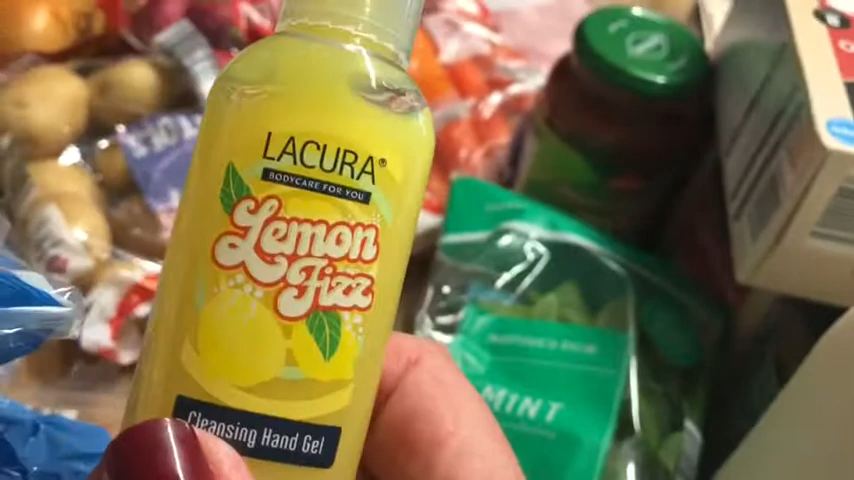 LACURA®
BODYCARE FOR YOU
Lemon
Fizz
Cleansing Hand Gel
MINT